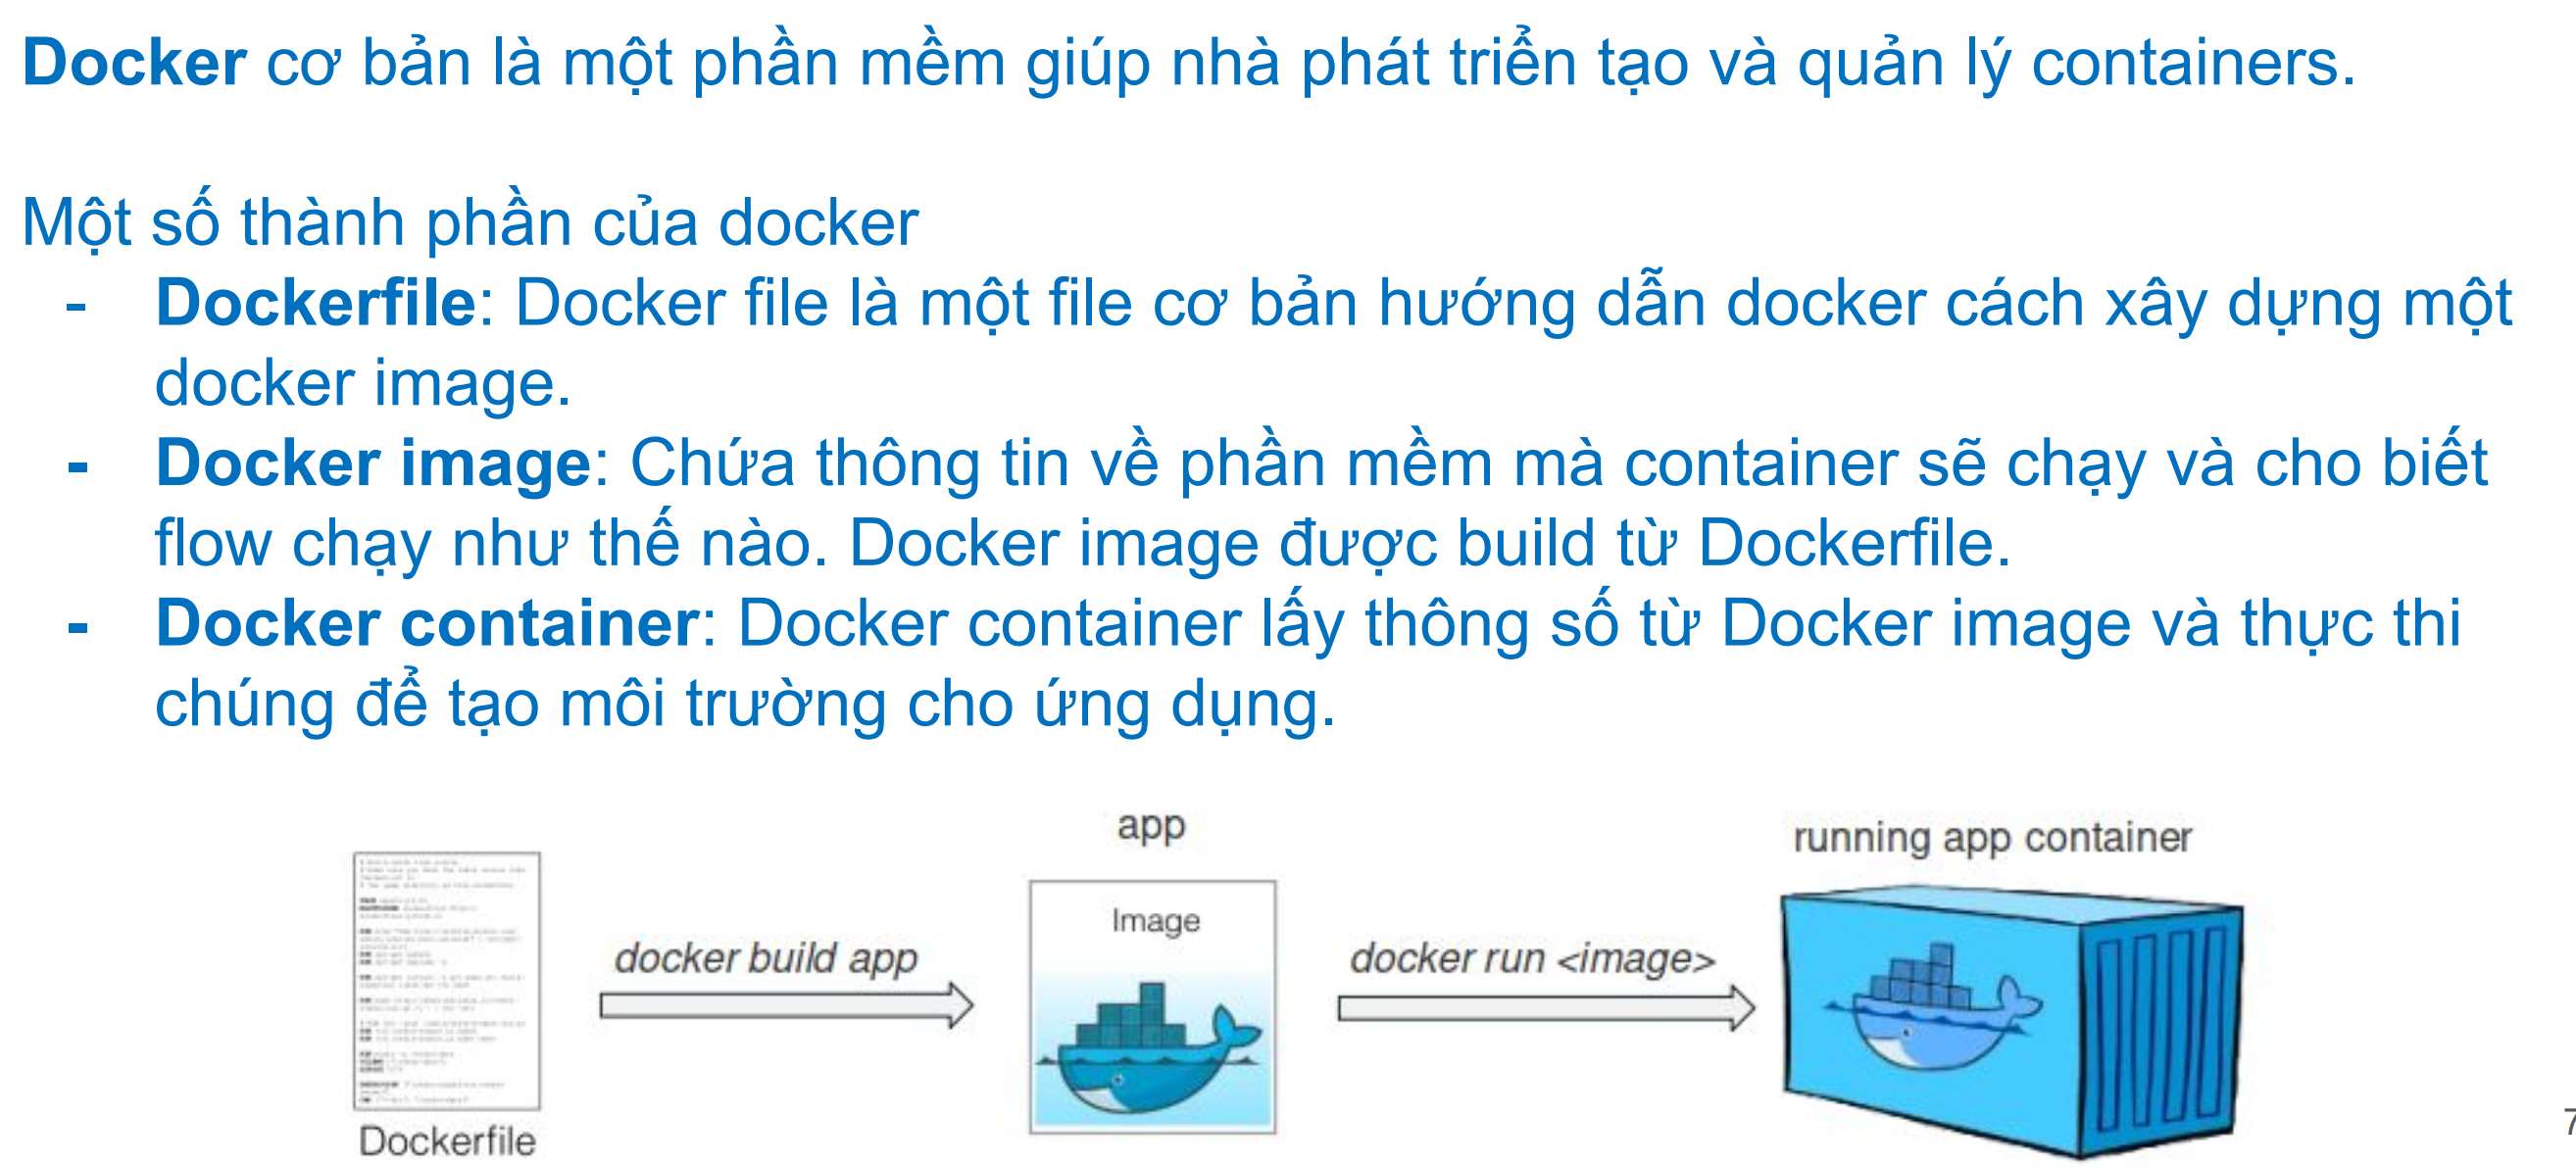 Docker cơ bản là một phần mềm giúp nhà phát triển tạo và quản lý containers.
Một số thành phần của docker
- Dockerfile: Docker file là một file cơ bản hướng dẫn docker cách xây dựng một
docker image.
- Docker image: Chứa thông tin về phần mềm mà container sẽ chạy và cho biết
flow chạy như thế nào. Docker image được build từ Dockerfile.
- Docker container: Docker container lấy thông số từ Docker image và thực thi
chúng để tạo môi trường cho ứng dụng.
app
running app container
Image
docker build app
docker run <image>
Dockerfile
7